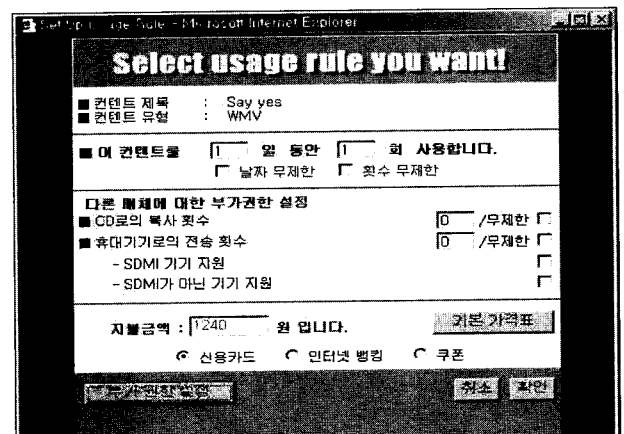 Set Up Usage Rule - Microsoft Internet Explorer
Select usage rule you want!
■ 컨텐트 제목 : Say yes
■ 컨텐트 유형 : WMV
■ 이 컨텐트를 1 일 동안 1 회 사용합니다.
날짜 무제한 횟수 무제한
다른 매체에 대한 부가권한 설정
■ CD로의 복사 횟수 0 /무제한
■ 휴대기기로의 전송 횟수 0 /무제한
- SDMI 기기 지원
- SDMI가 아닌 기기 지원
지불금액 : 1240 원 입니다. 기본 가격표
신용카드 인터넷 뱅킹 쿠폰
취소 확인